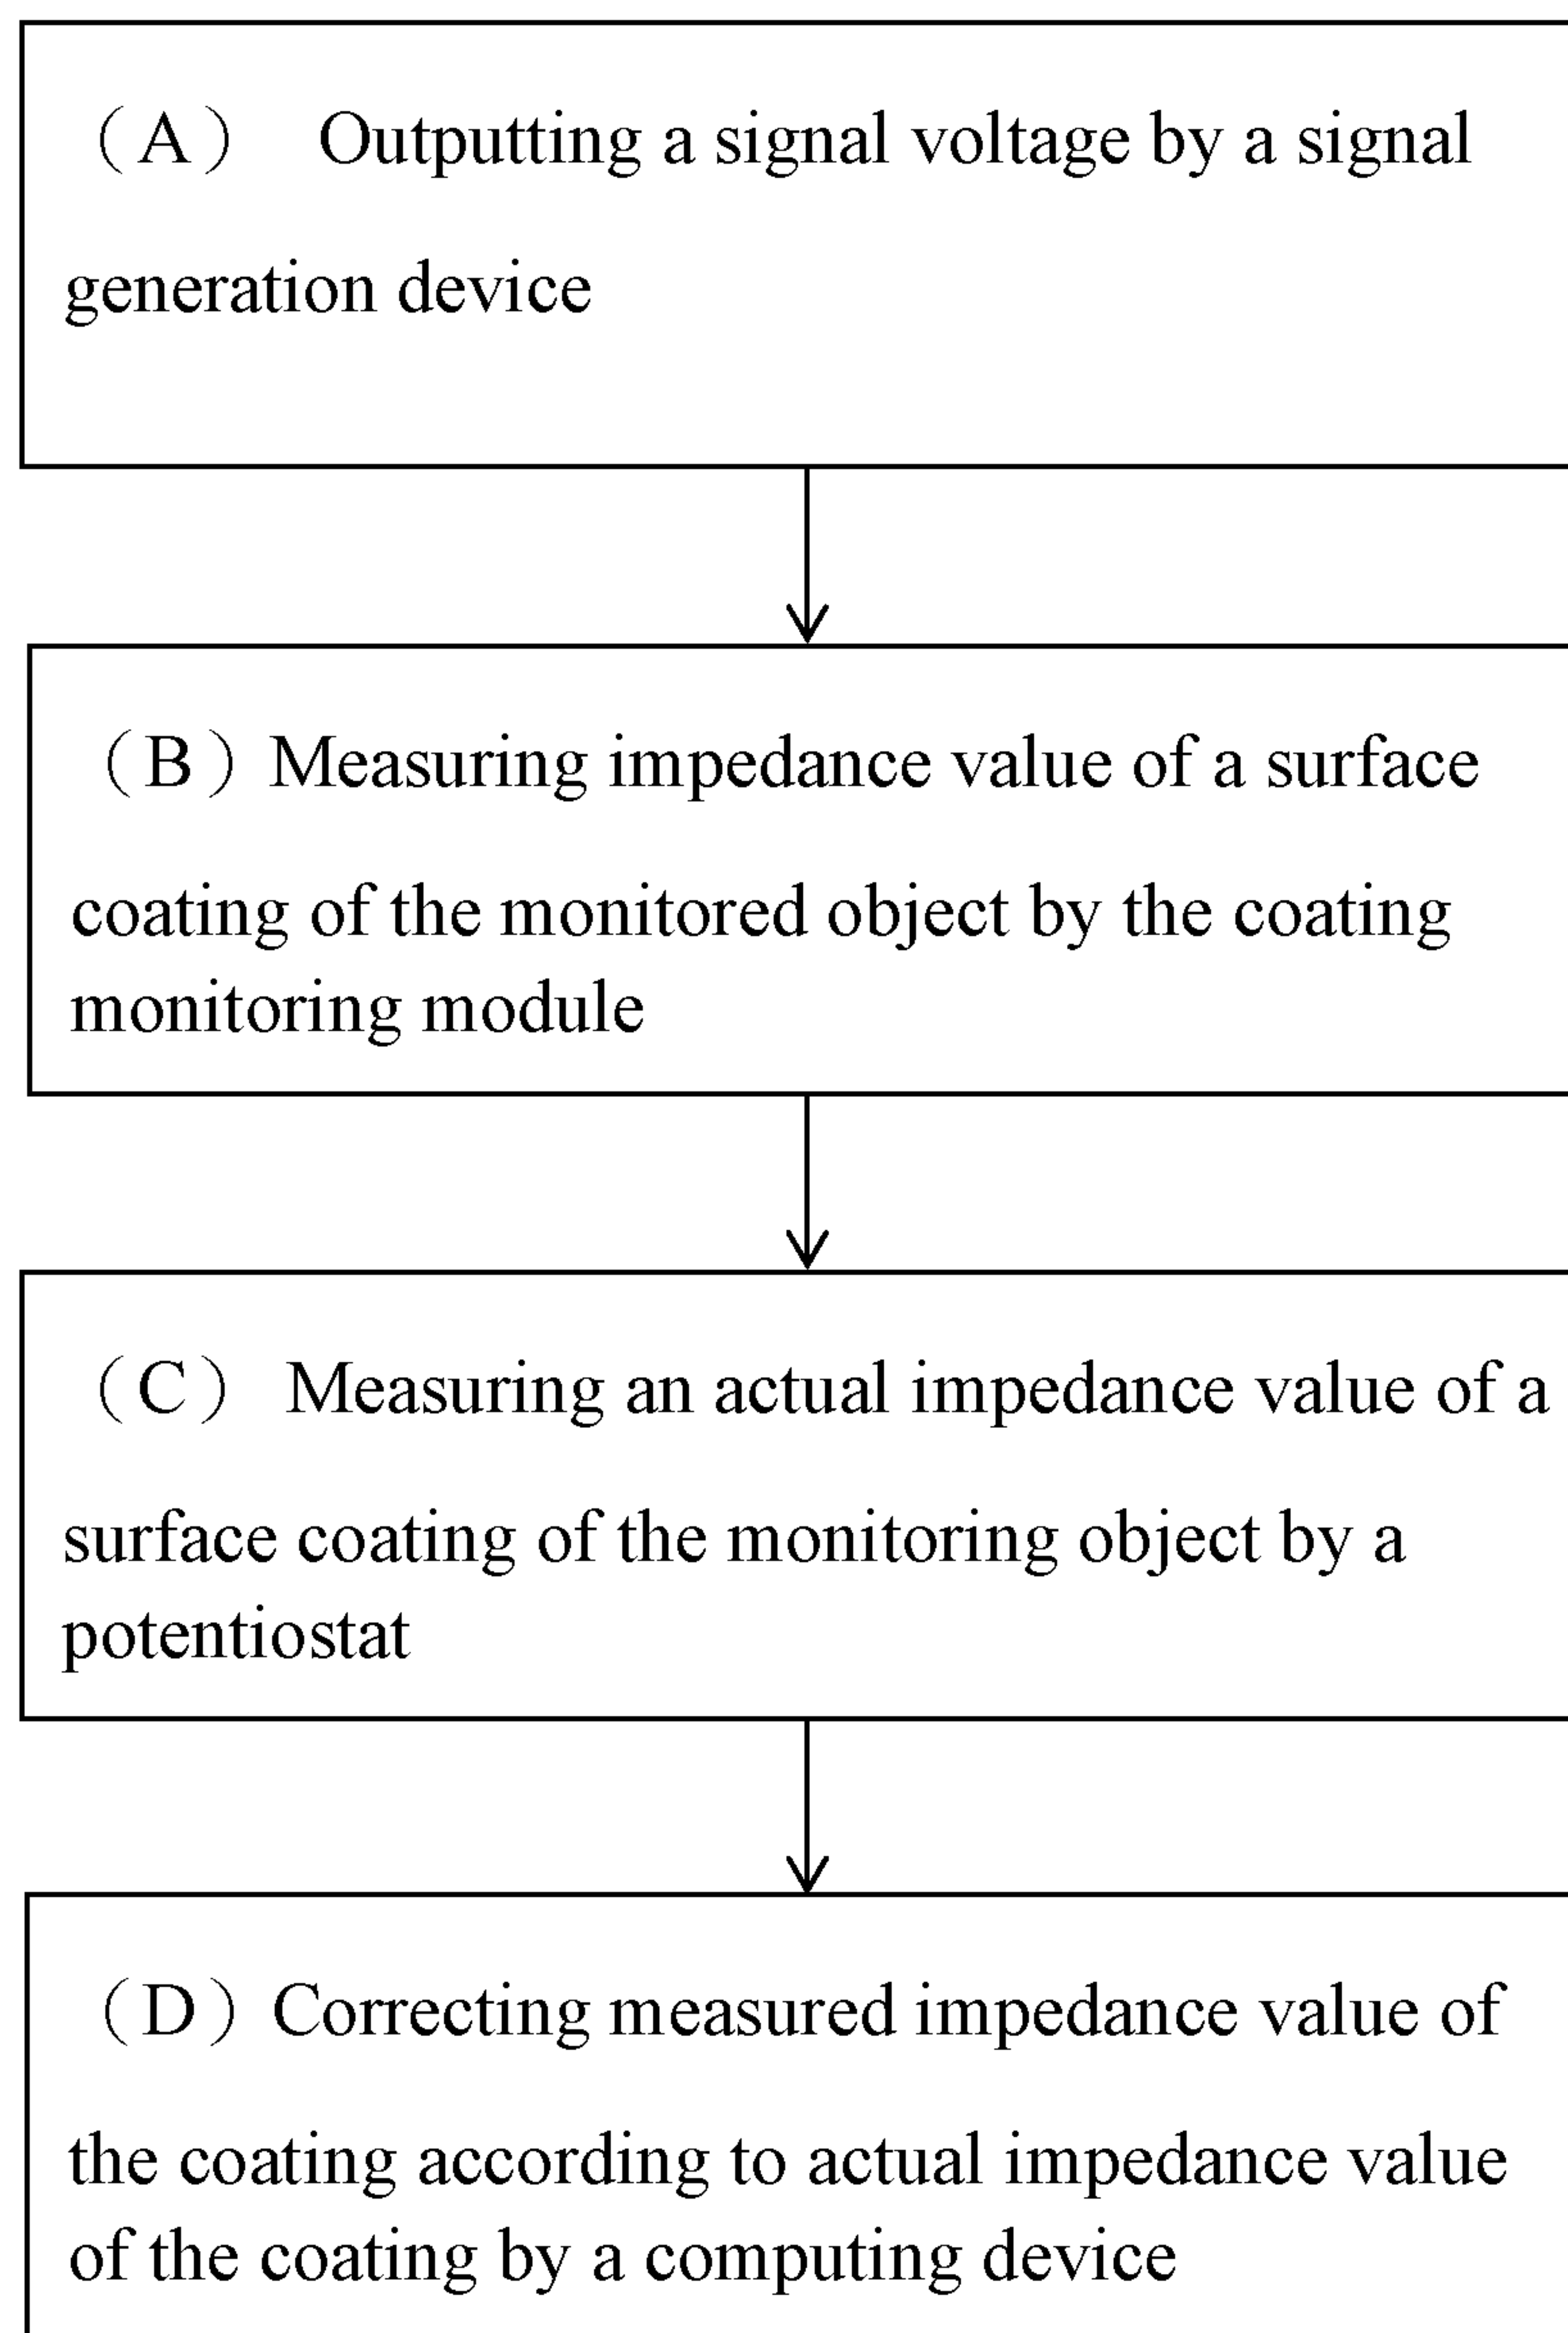 （A） Outputting a signal voltage by a signal
generation device
（B）Measuring impedance value of a surface
coating of the monitored object by the coating
monitoring module
（C） Measuring an actual impedance value of a
surface coating of the monitoring object by a
potentiostat
（D）Correcting measured impedance value of
the coating according to actual impedance value
of the coating by a computing device